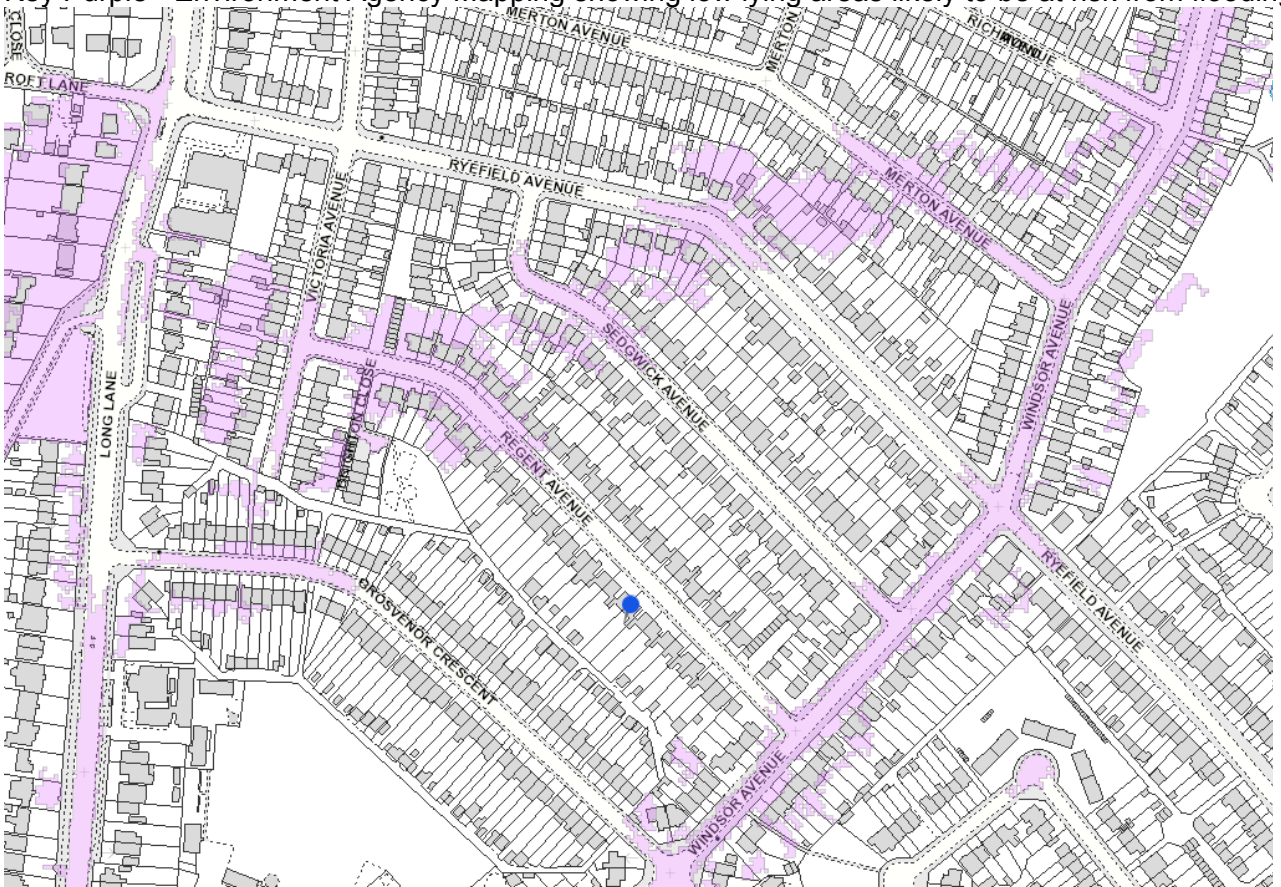 Key Purple - Environment Agency mapping showing low lying areas likely to be at risk from flooding
MERTON AVENUE
MERTON
RICHMOND
AVENUE
CLOSE
ROFT LANE
RYEFIELD AVENUE
MERTON AVENUE
VICTORIA AVENUE
SEDGWICK AVENUE
WINDSOR AVENUE
LONG LANE
BRIGHTON CLOSE
REGENT AVENUE
RYEFIELD AVENUE
GROSVENOR CRESCENT
WINDSOR AVENUE